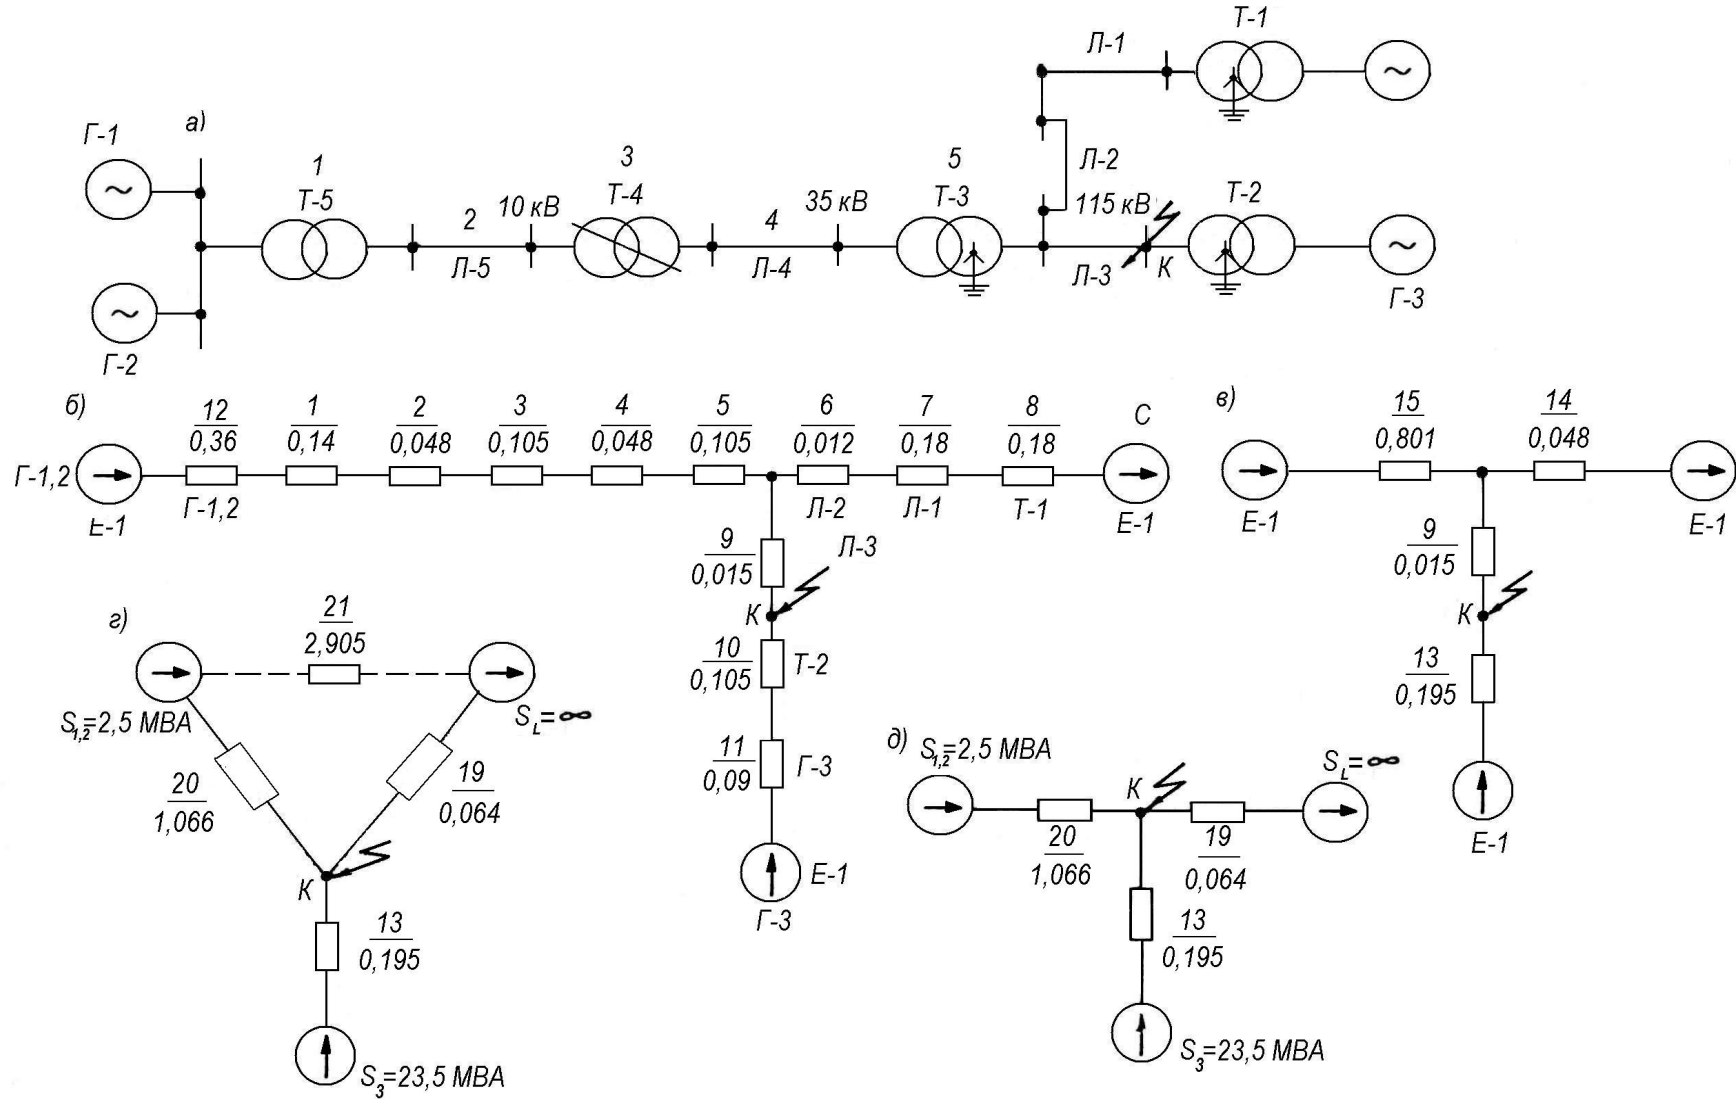 а)
Г-1
Г-2
1
Т-5
2
Л-5
10 кВ
3
Т-4
4
Л-4
35 кВ
5
Т-3
Л-1
Л-2
115 кВ
Л-3
К
Т-1
Т-2
Г-3
б)
Г-1,2
Е-1
12
0,36
Г-1,2
1
0,14
2
0,048
3
0,105
4
0,048
5
0,105
6
0,012
Л-2
7
0,18
Л-1
8
0,18
Т-1
С
Е-1
9
0,015
Л-3
К
10
0,105
Т-2
11
0,09
Г-3
Е-1
Г-3
в)
Е-1
15
0,801
14
0,048
Е-1
9
0,015
К
13
0,195
Е-1
г)
21
2,905
S1,2=2,5 МВА
SL=∞
20
1,066
19
0,064
К
13
0,195
S3=23,5 МВА
д)
S1,2=2,5 МВА
SL=∞
К
20
1,066
19
0,064
13
0,195
S3=23,5 МВА